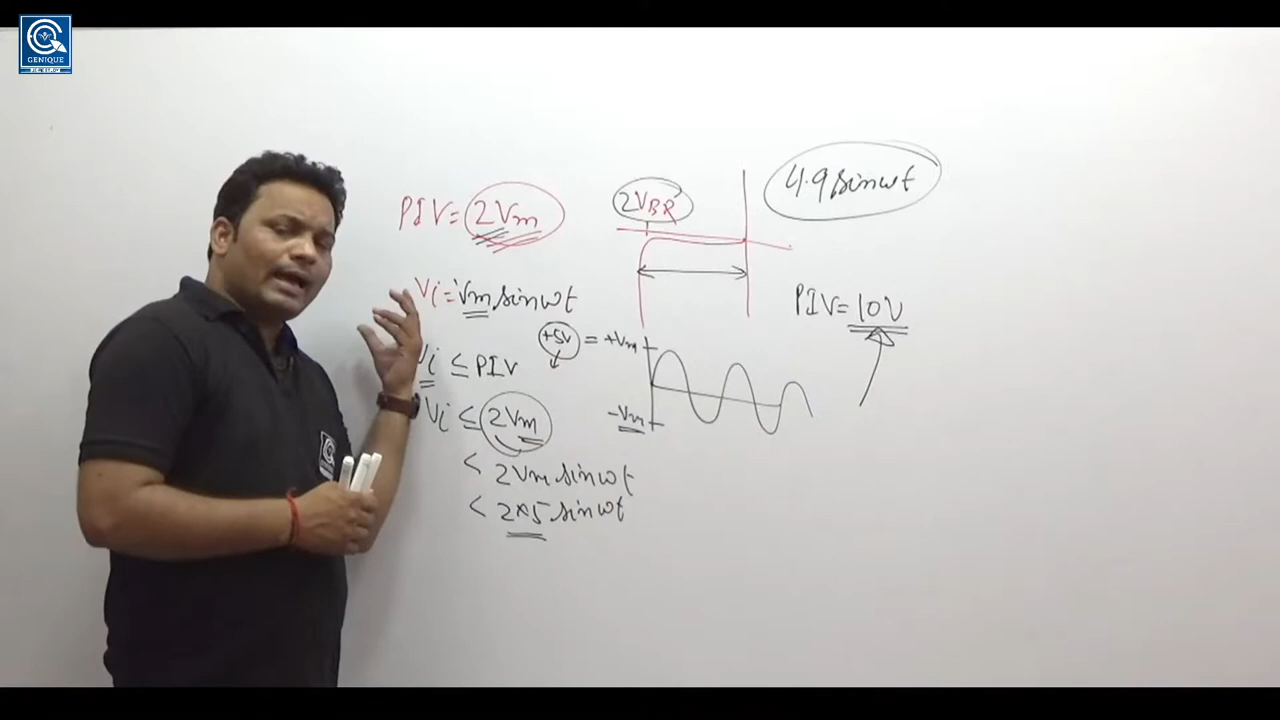 GENIQUE
PIV = 2Vm
2VBR
4.9 sinωt
Vi = Vm sinωt
PIV = 10V
+5V = +Vm
Vi ≤ PIV
-Vm
Vi ≤ 2Vm
< 2Vm sinωt
< 2*5 sinωt